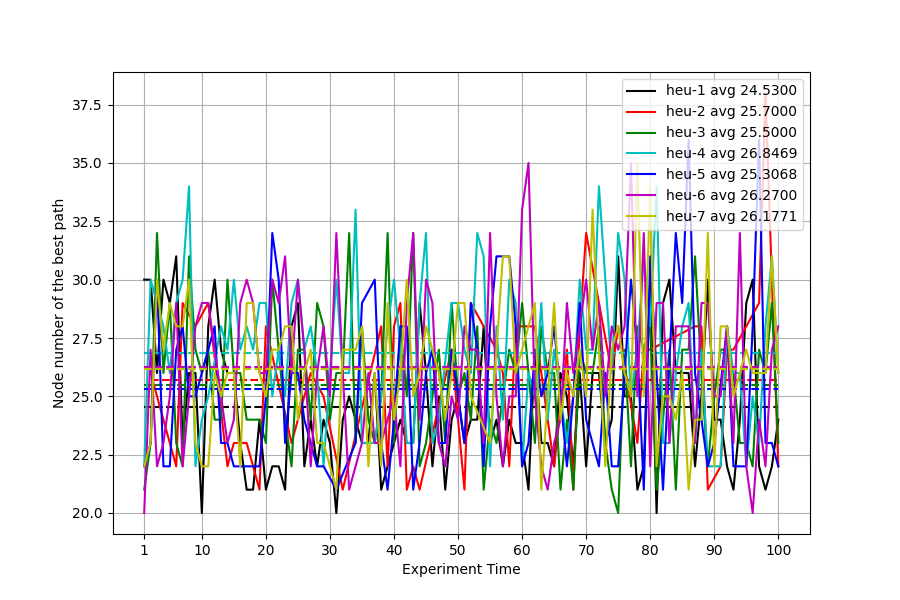 37.5
35.0
32.5
30.0
27.5
25.0
22.5
20.0
Node number of the best path
heu-1 avg 24.5300
heu-2 avg 25.7000
heu-3 avg 25.5000
heu-4 avg 26.8469
heu-5 avg 25.3068
heu-6 avg 26.2700
heu-7 avg 26.1771
1 10 20 30 40 50 60 70 80 90 100
Experiment Time